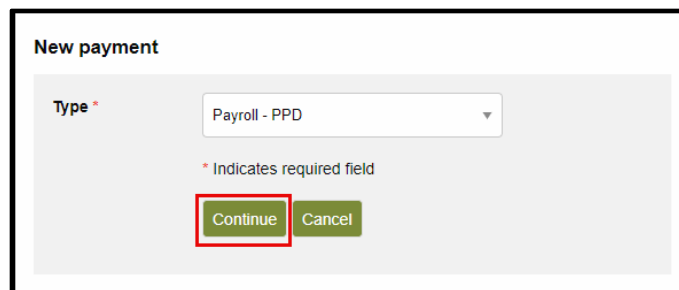 New payment
Type *
Payroll - PPD
* Indicates required field
Continue Cancel